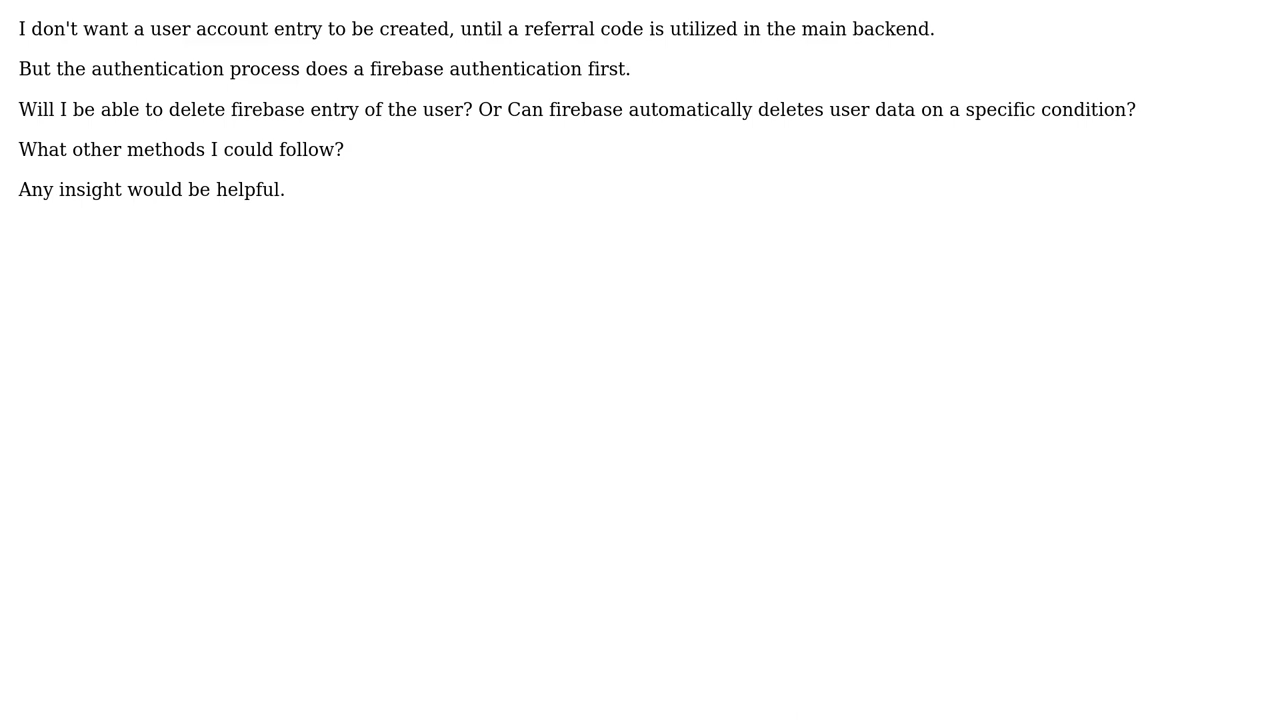 I don't want a user account entry to be created, until a referral code is utilized in the main backend.
But the authentication process does a firebase authentication first.
Will I be able to delete firebase entry of the user? Or Can firebase automatically deletes user data on a specific condition?
What other methods I could follow?
Any insight would be helpful.